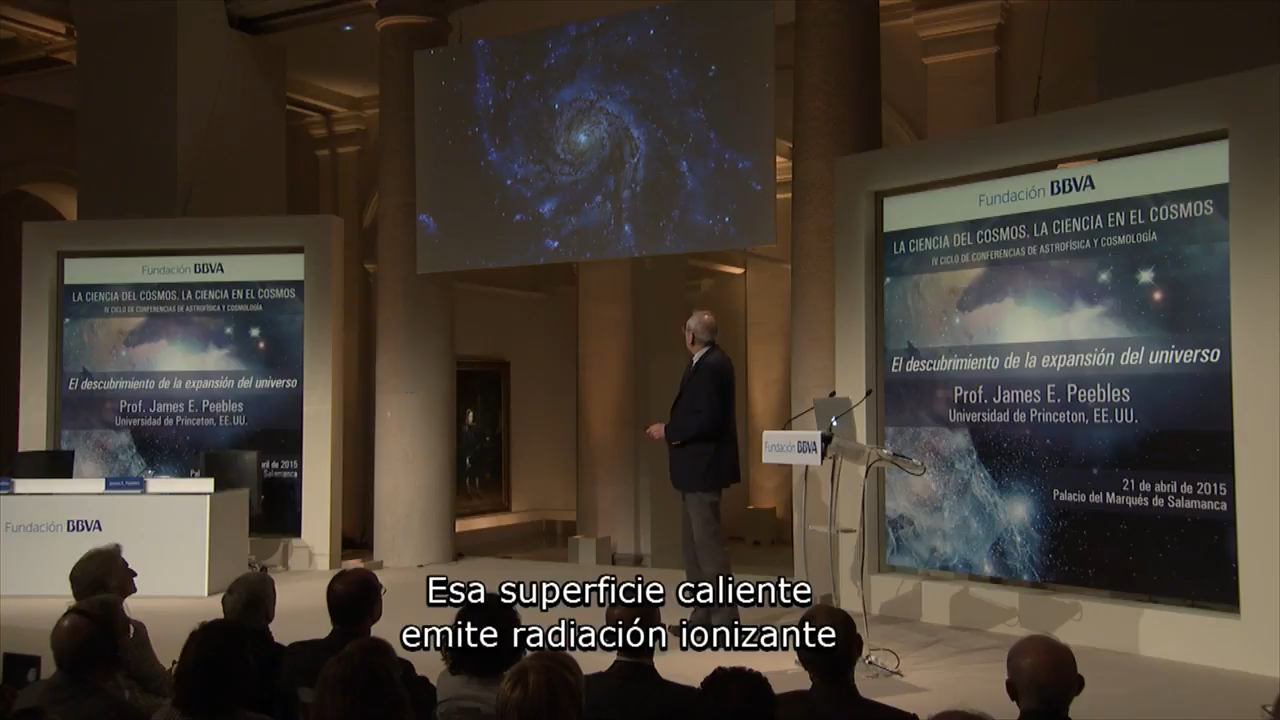 Fundación BBVA
LA CIENCIA DEL COSMOS. LA CIENCIA EN EL COSMOS
IV CICLO DE CONFERENCIAS DE ASTROFÍSICA Y COSMOLOGÍA
El descubrimiento de la expansión del universo
Prof. James E. Peebles
Universidad de Princeton, EE.UU.
ril de 2015
Salamanca
Fundación BBVA
Fundación BBVA
Fundación BBVA
LA CIENCIA DEL COSMOS. LA CIENCIA EN EL COSMOS
IV CICLO DE CONFERENCIAS DE ASTROFÍSICA Y COSMOLOGÍA
El descubrimiento de la expansión del universo
Prof. James E. Peebles
Universidad de Princeton, EE.UU.
21 de abril de 2015
Palacio del Marqués de Salamanca
Esa superficie caliente
emite radiación ionizante